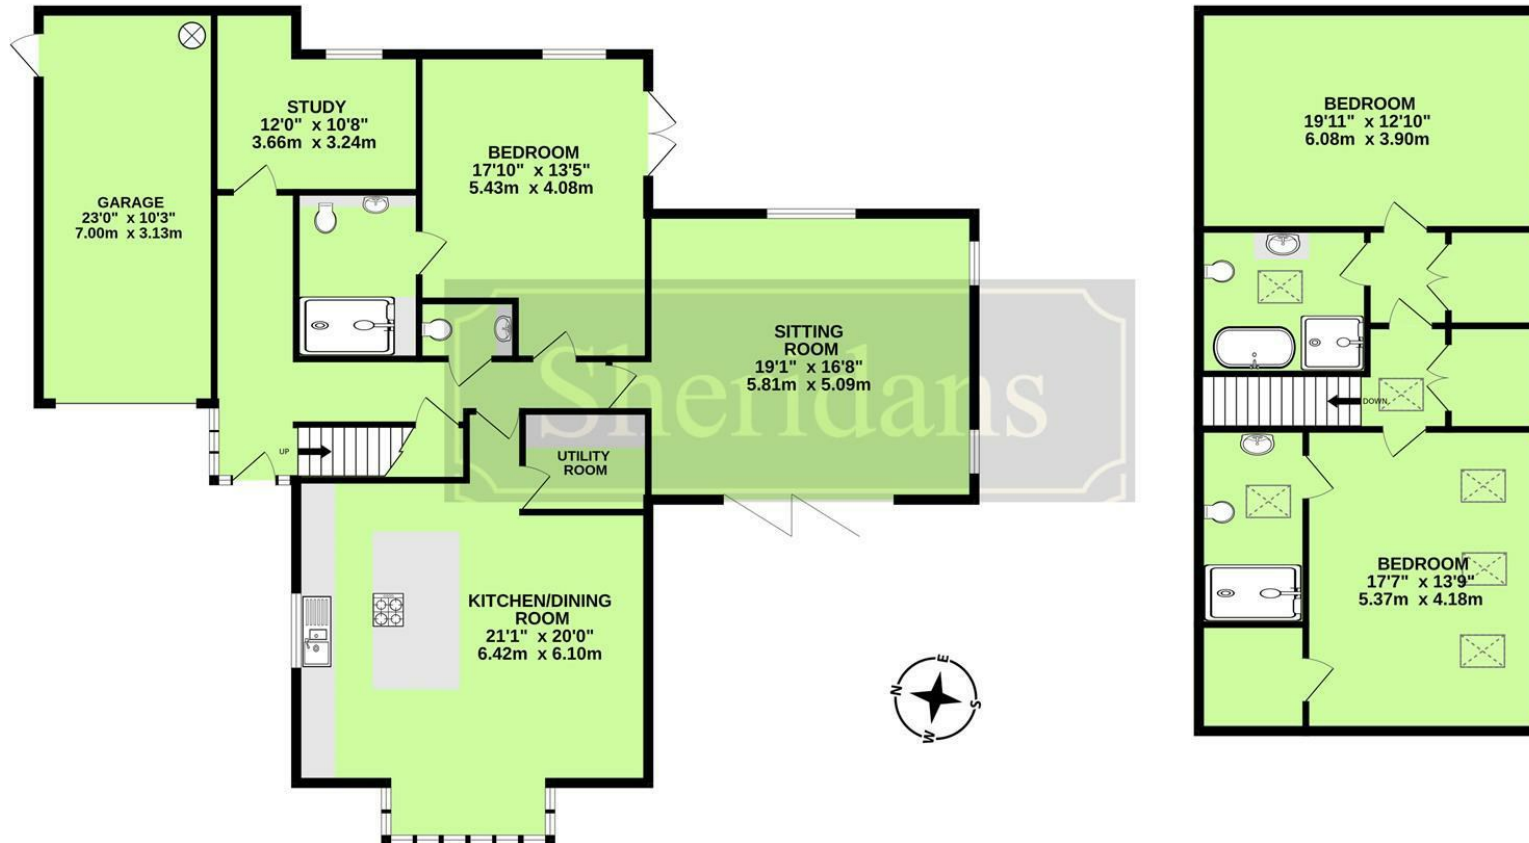 STUDY
12'0" x 10'8"
3.66m x 3.24m
BEDROOM
17'10" x 13'5"
5.43m x 4.08m
GARAGE
23'0" x 10'3"
7.00m x 3.13m
SITTING
ROOM
19'1" x 16'8"
5.81m x 5.09m
Sheridans
UP
UTILITY
ROOM
KITCHEN/DINING
ROOM
21'1" x 20'0"
6.42m x 6.10m
N
E
S
W
BEDROOM
19'11" x 12'10"
6.08m x 3.90m
DOWN
BEDROOM
17'7" x 13'9"
5.37m x 4.18m